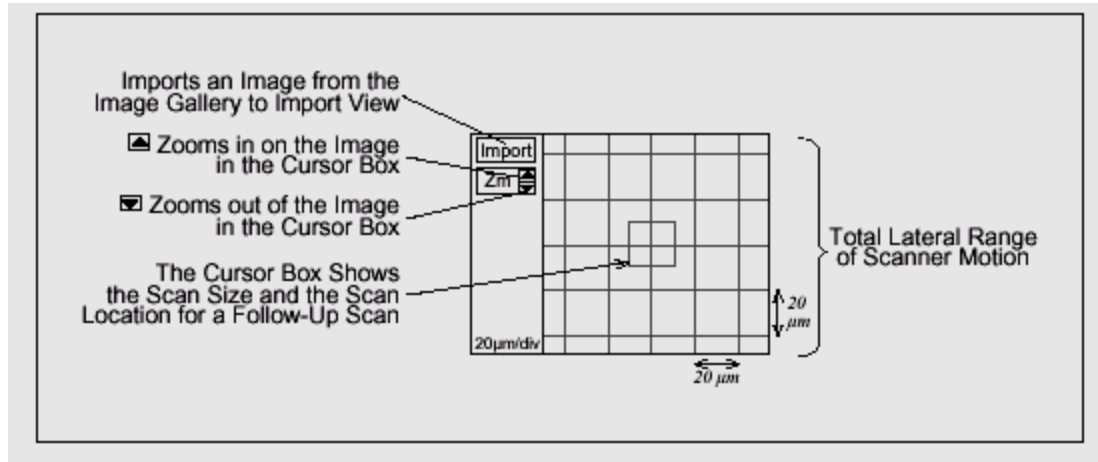 Imports an Image from the
Image Gallery to Import View
Zooms in on the Image
in the Cursor Box
Zooms out of the Image
in the Cursor Box
The Cursor Box Shows
the Scan Size and the Scan
Location for a Follow-Up Scan
Import
Zm
20µm/div
20
µm
20 µm
Total Lateral Range
of Scanner Motion